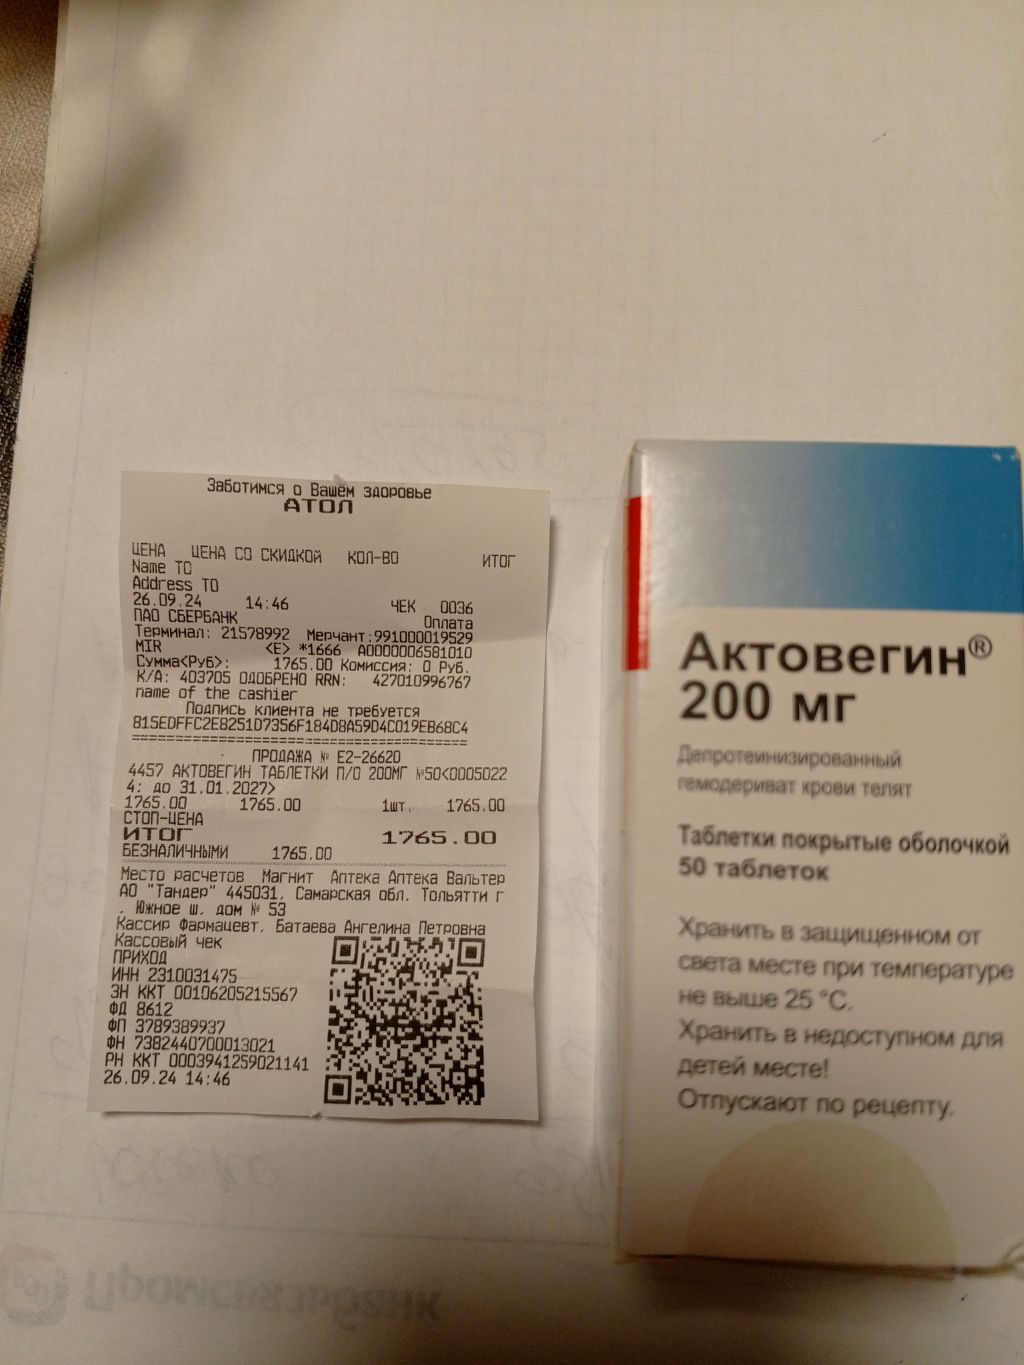 Заботимся о Вашем здоровье
АТОЛ
ЦЕНА ЦЕНА СО СКИДКОЙ КОЛ-ВО ИТОГ
Name TO
Address TO
26.09.24 14:46 ЧЕК 0036
ПАО СБЕРБАНК Оплата
Терминал: 21578992 Мерчант:991000019529
MIR <E> *1666 A0000006581010
Сумма<Руб>: 1765.00 Комиссия: 0 Руб.
К/А: 403705 ОДОБРЕНО RRN: 427010996767
name of the cashier
Подпись клиента не требуется
815EDFFC2E8251D7356F184D8A59D4C019EB68C4
========================================
ПРОДАЖА № Е2-26620
4457 АКТОВЕГИН ТАБЛЕТКИ П/О 200МГ №50<0005022
4; до 31.01.2027>
1765.00 1765.00 1шт. 1765.00
СТОП-ЦЕНА
ИТОГ 1765.00
БЕЗНАЛИЧНЫМИ 1765.00
Место расчетов Магнит Аптека Аптека Вальтер
АО "Тандер" 445031, Самарская обл, Тольятти г
, Южное ш, дом № 53
Кассир Фармацевт, Батаева Ангелина Петровна
Кассовый чек
ПРИХОД
ИНН 2310031475
ЗН ККТ 00106205215567
ФД 8612
ФП 3789389937
ФН 7382440700013021
РН ККТ 0003941259021141
26.09.24 14:46
Актовегин®
200 мг
Депротеинизированный
гемодериват крови телят
Таблетки покрытые оболочкой
50 таблеток
Хранить в защищенном от
света месте при температуре
не выше 25 °С.
Хранить в недоступном для
детей месте!
Отпускают по рецепту.
Промсвязьбанк